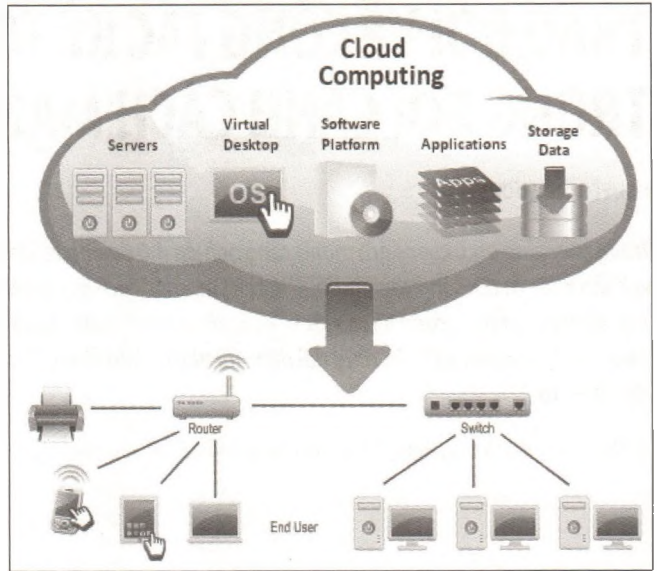 Cloud
Computing
Servers
Virtual
Desktop
Software
Platform
Applications
Storage
Data
OS
Apps
Router
Switch
End User